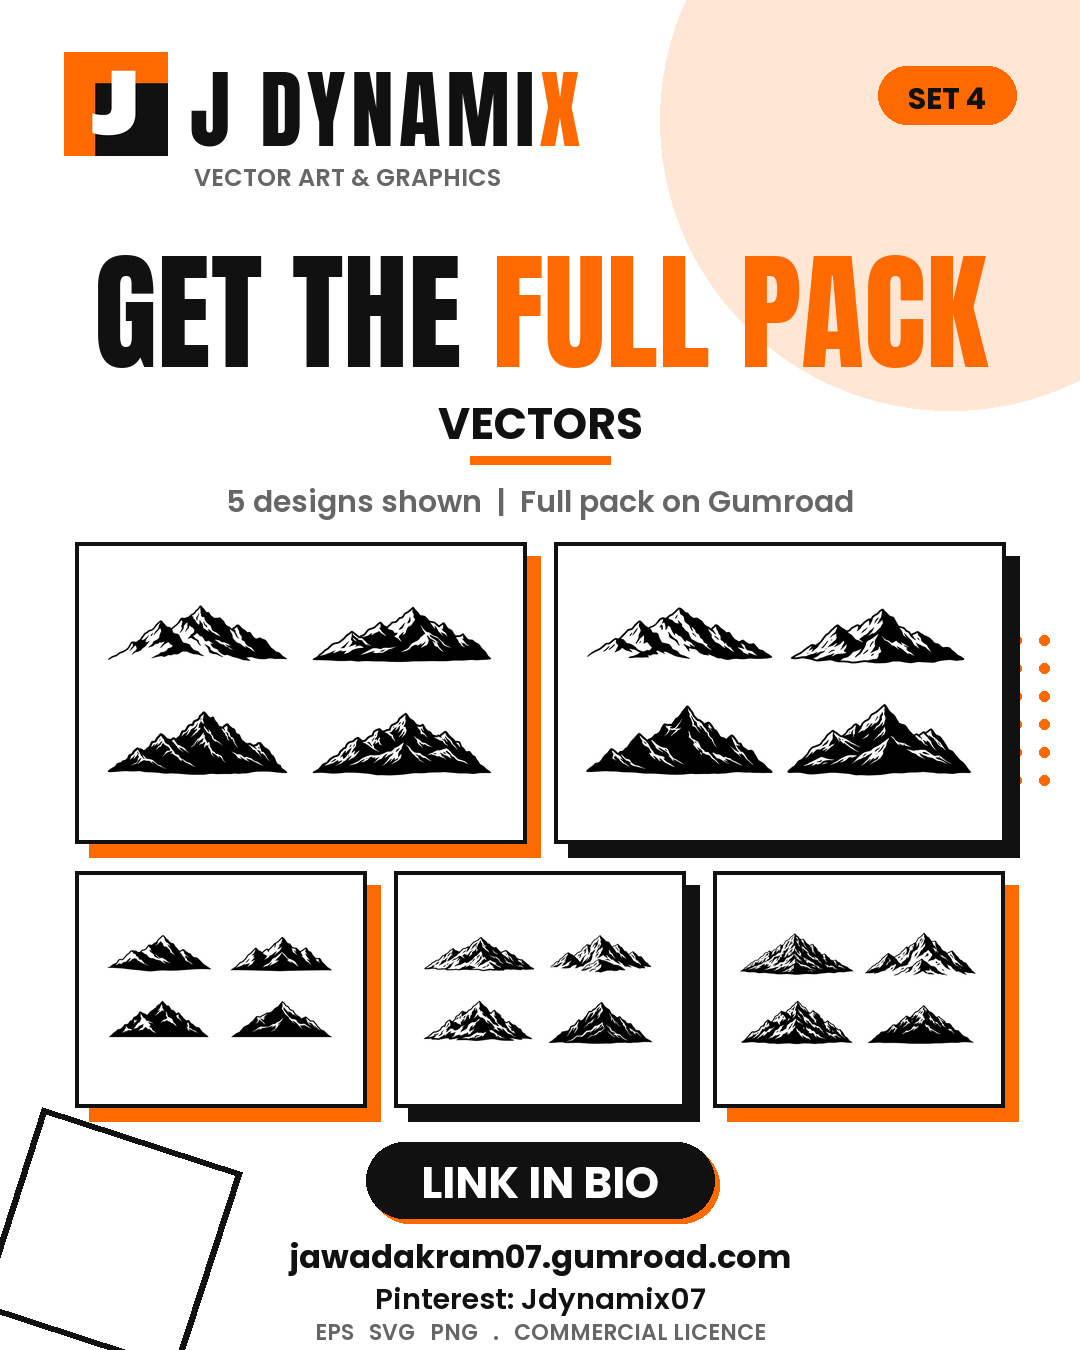 J
J DYNAMIX
SET 4
VECTOR ART & GRAPHICS
GET THE FULL PACK
VECTORS
5 designs shown | Full pack on Gumroad
LINK IN BIO
jawadakram07.gumroad.com
Pinterest: Jdynamix07
EPS SVG PNG . COMMERCIAL LICENCE